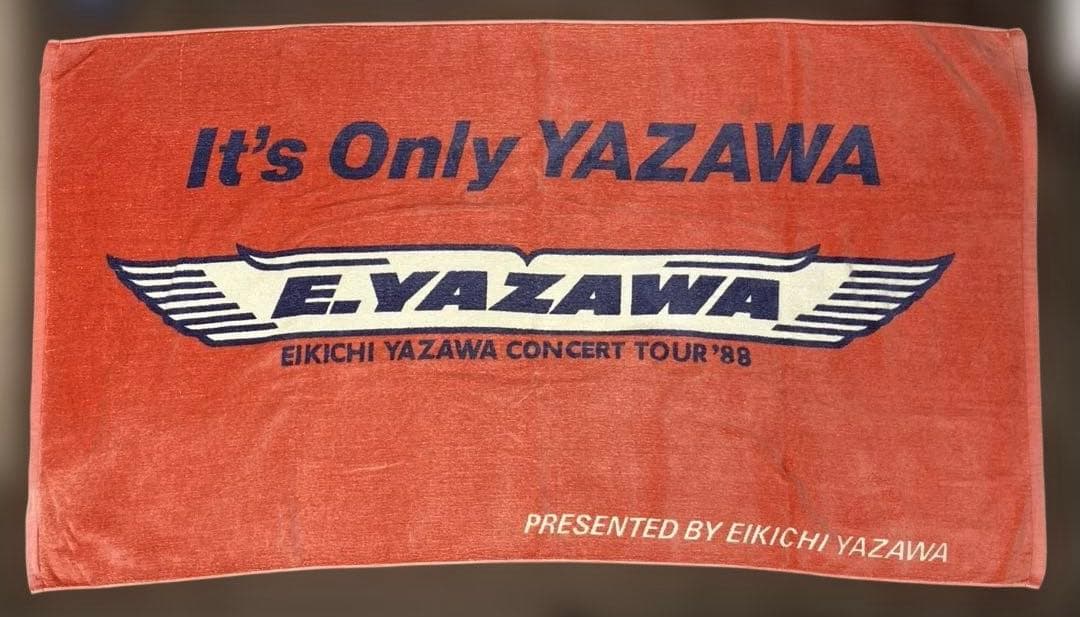 It's Only YAZAWA
E.YAZAWA
EIKICHI YAZAWA CONCERT TOUR '88
PRESENTED BY EIKICHI YAZAWA